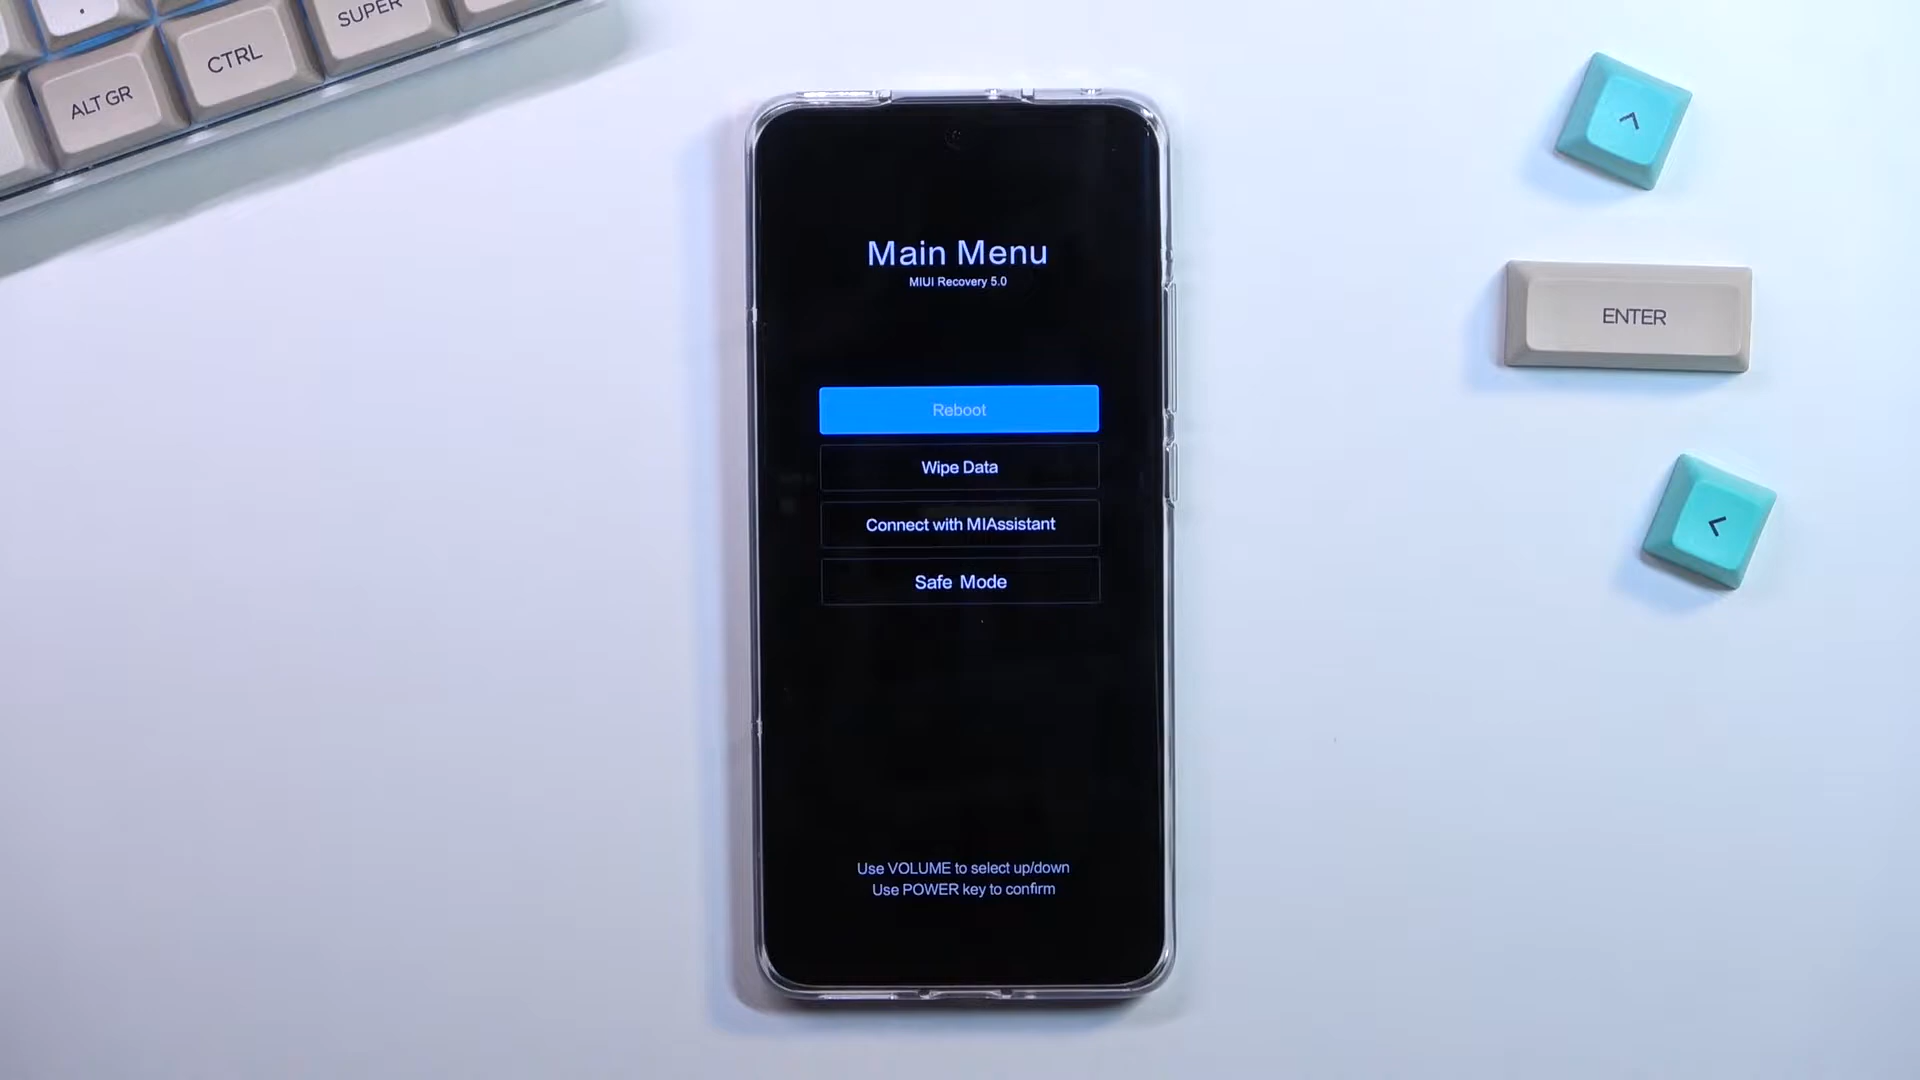 SUPER
CTRL
ALT GR
^
ENTER
<
Main Menu
MIUI Recovery 5.0
Reboot
Wipe Data
Connect with MIAssistant
Safe Mode
Use VOLUME to select up/down
Use POWER key to confirm